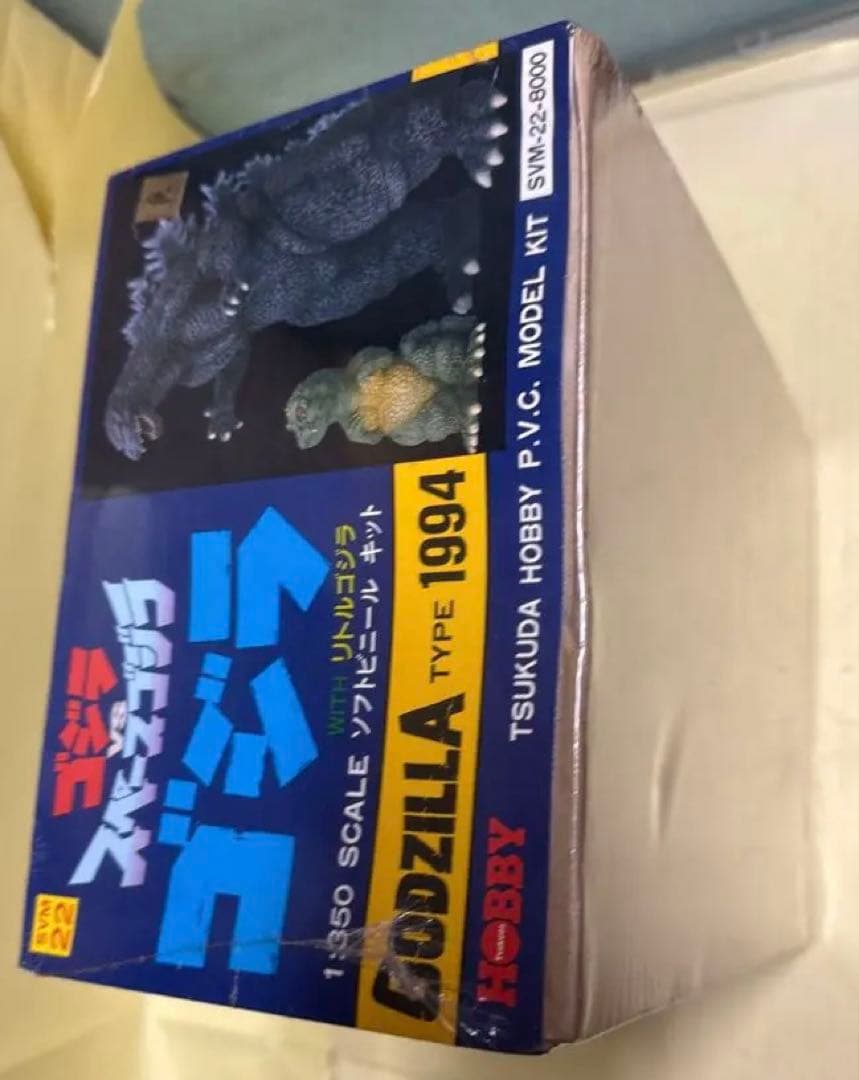 SVM
22
ゴジラ
VS
スペースゴジラ
ゴジラ
WITH リトルゴジラ
1:350 SCALE ソフトビニール キット
GODZILLA TYPE 1994
TSUKUDA
HOBBY
TSUKUDA HOBBY P.V.C. MODEL KIT SVM-22-8000